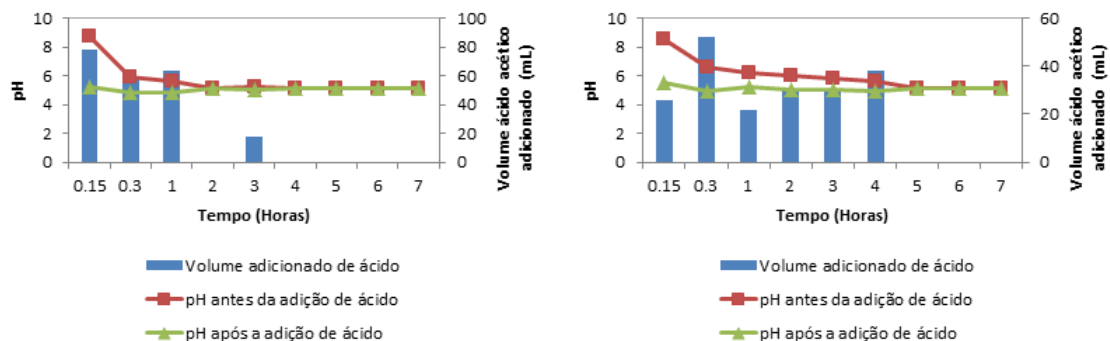 10
8
6
4
2
0
pH
100
80
60
40
20
0
Volume ácido acético
adicionado (mL)
0.15 0.3 1 2 3 4 5 6 7
Tempo (Horas)
Volume adicionado de ácido
pH antes da adição de ácido
pH após a adição de ácido
10
8
6
4
2
0
pH
60
40
20
0
Volume ácido acético
adicionado (mL)
0.15 0.3 1 2 3 4 5 6 7
Tempo (Horas)
Volume adicionado de ácido
pH antes da adição de ácido
pH após a adição de ácido